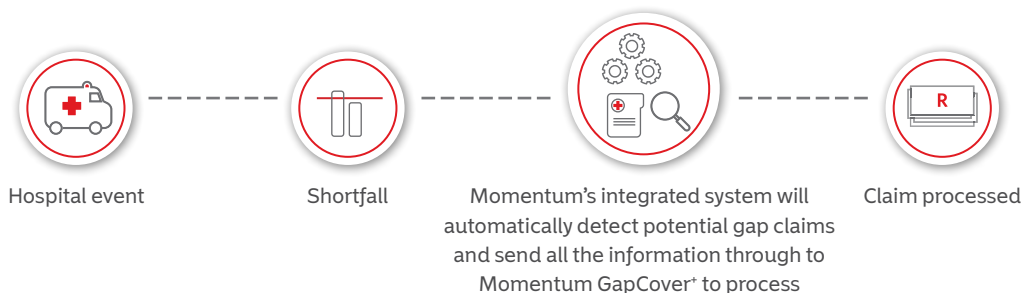 R
Hospital event
Shortfall
Momentum's integrated system will
automatically detect potential gap claims
and send all the information through to
Momentum GapCover⁺ to process
Claim processed